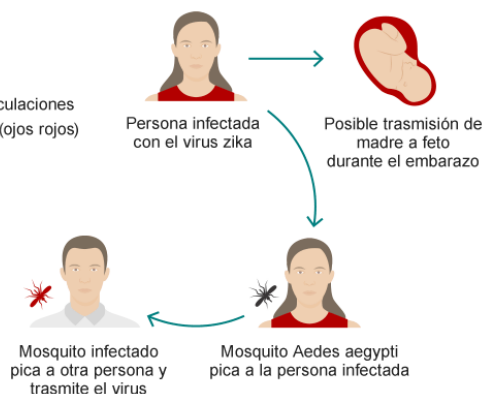 (ojos rojos)
Persona infectada
con el virus zika
Posible trasmisión de
madre a feto
durante el embarazo
Mosquito infectado
pica a otra persona y
trasmite el virus
Mosquito Aedes aegypti
pica a la persona infectada